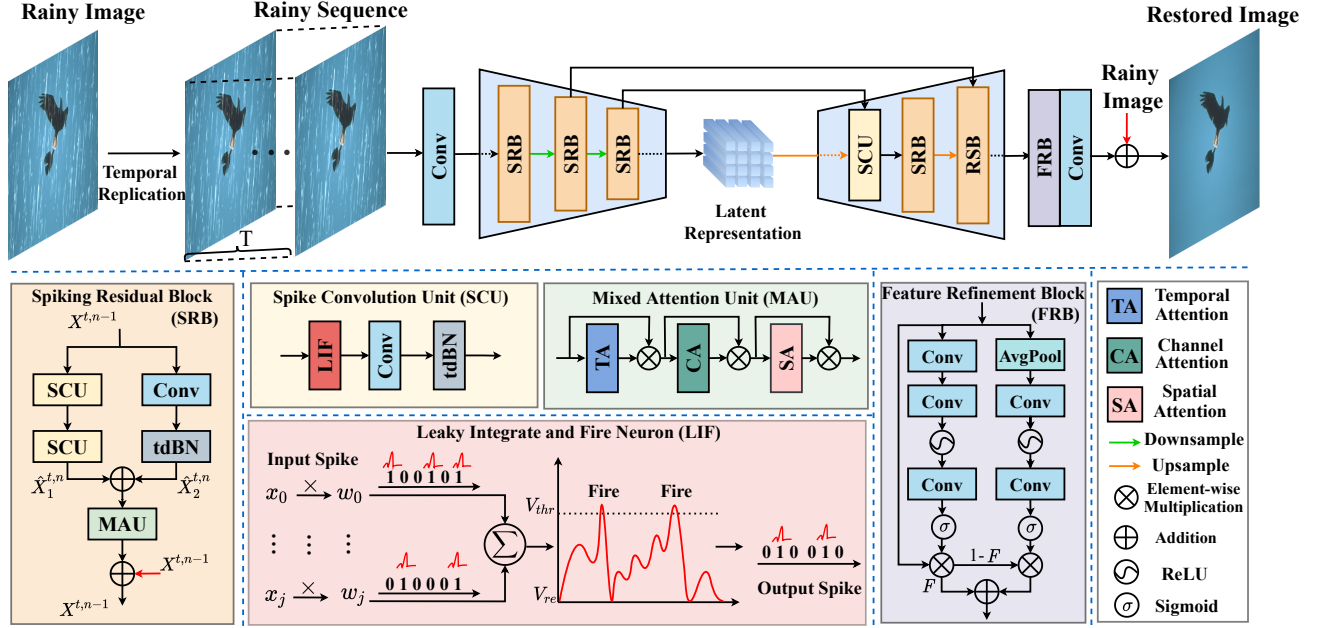 Rainy Image
Rainy Sequence
Restored Image
Temporal
Replication
T
Conv
SRB
SRB
SRB
Latent
Representation
SCU
SRB
RSB
FRB
Conv
Rainy
Image
Spiking Residual Block
(SRB)
X^{t,n-1}
SCU
Conv
SCU
tdBN
X̂_1^{t,n}
X̂_2^{t,n}
MAU
X^{t,n-1}
X^{t,n-1}
Spike Convolution Unit (SCU)
LIF
Conv
tdBN
Mixed Attention Unit (MAU)
TA
CA
SA
Leaky Integrate and Fire Neuron (LIF)
Input Spike
x_0 × w_0
1 0 0 1 0 1
x_j × w_j
0 1 0 0 0 1
∑
V_{thr}
V_{re}
Fire
Fire
0 1 0 0 1 0
Output Spike
Feature Refinement Block
(FRB)
Conv
AvgPool
Conv
Conv
Conv
Conv
σ
σ
1- F
F
TA
Temporal
Attention
CA
Channel
Attention
SA
Spatial
Attention
Downsample
Upsample
Element-wise
Multiplication
Addition
ReLU
σ
Sigmoid